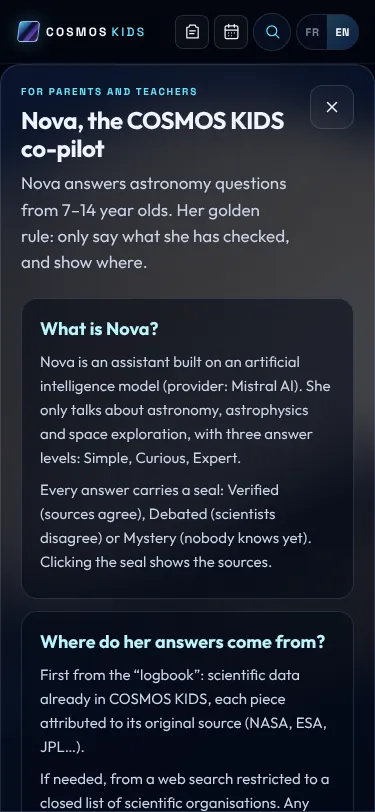 COSMOS KIDS
FR
EN
FOR PARENTS AND TEACHERS
Nova, the COSMOS KIDS
co-pilot
Nova answers astronomy questions
from 7–14 year olds. Her golden
rule: only say what she has checked,
and show where.
What is Nova?
Nova is an assistant built on an artificial
intelligence model (provider: Mistral AI). She
only talks about astronomy, astrophysics
and space exploration, with three answer
levels: Simple, Curious, Expert.
Every answer carries a seal: Verified
(sources agree), Debated (scientists
disagree) or Mystery (nobody knows yet).
Clicking the seal shows the sources.
Where do her answers come from?
First from the “logbook”: scientific data
already in COSMOS KIDS, each piece
attributed to its original source (NASA, ESA,
JPL…).
If needed, from a web search restricted to a
closed list of scientific organisations. Any